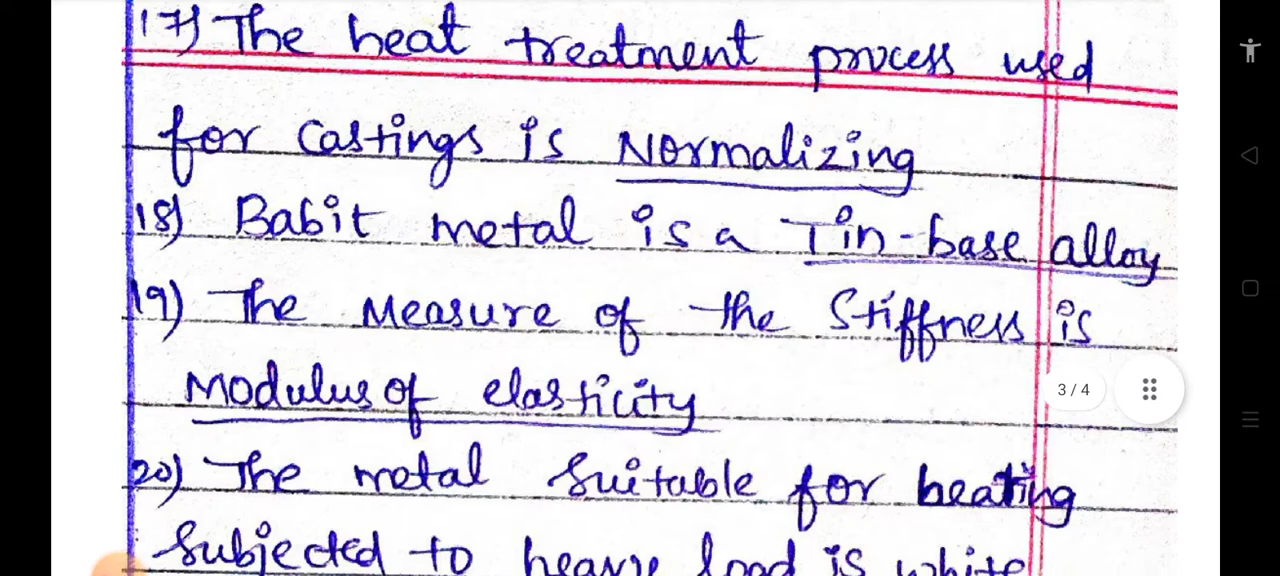 17) The heat treatment process used
for Castings is Normalizing
18) Babit metal is a Tin-base alloy
19) The Measure of the Stiffness is
Modulus of elasticity
3 / 4
20) The metal Suitable for beating
Subjected to heavy load is white